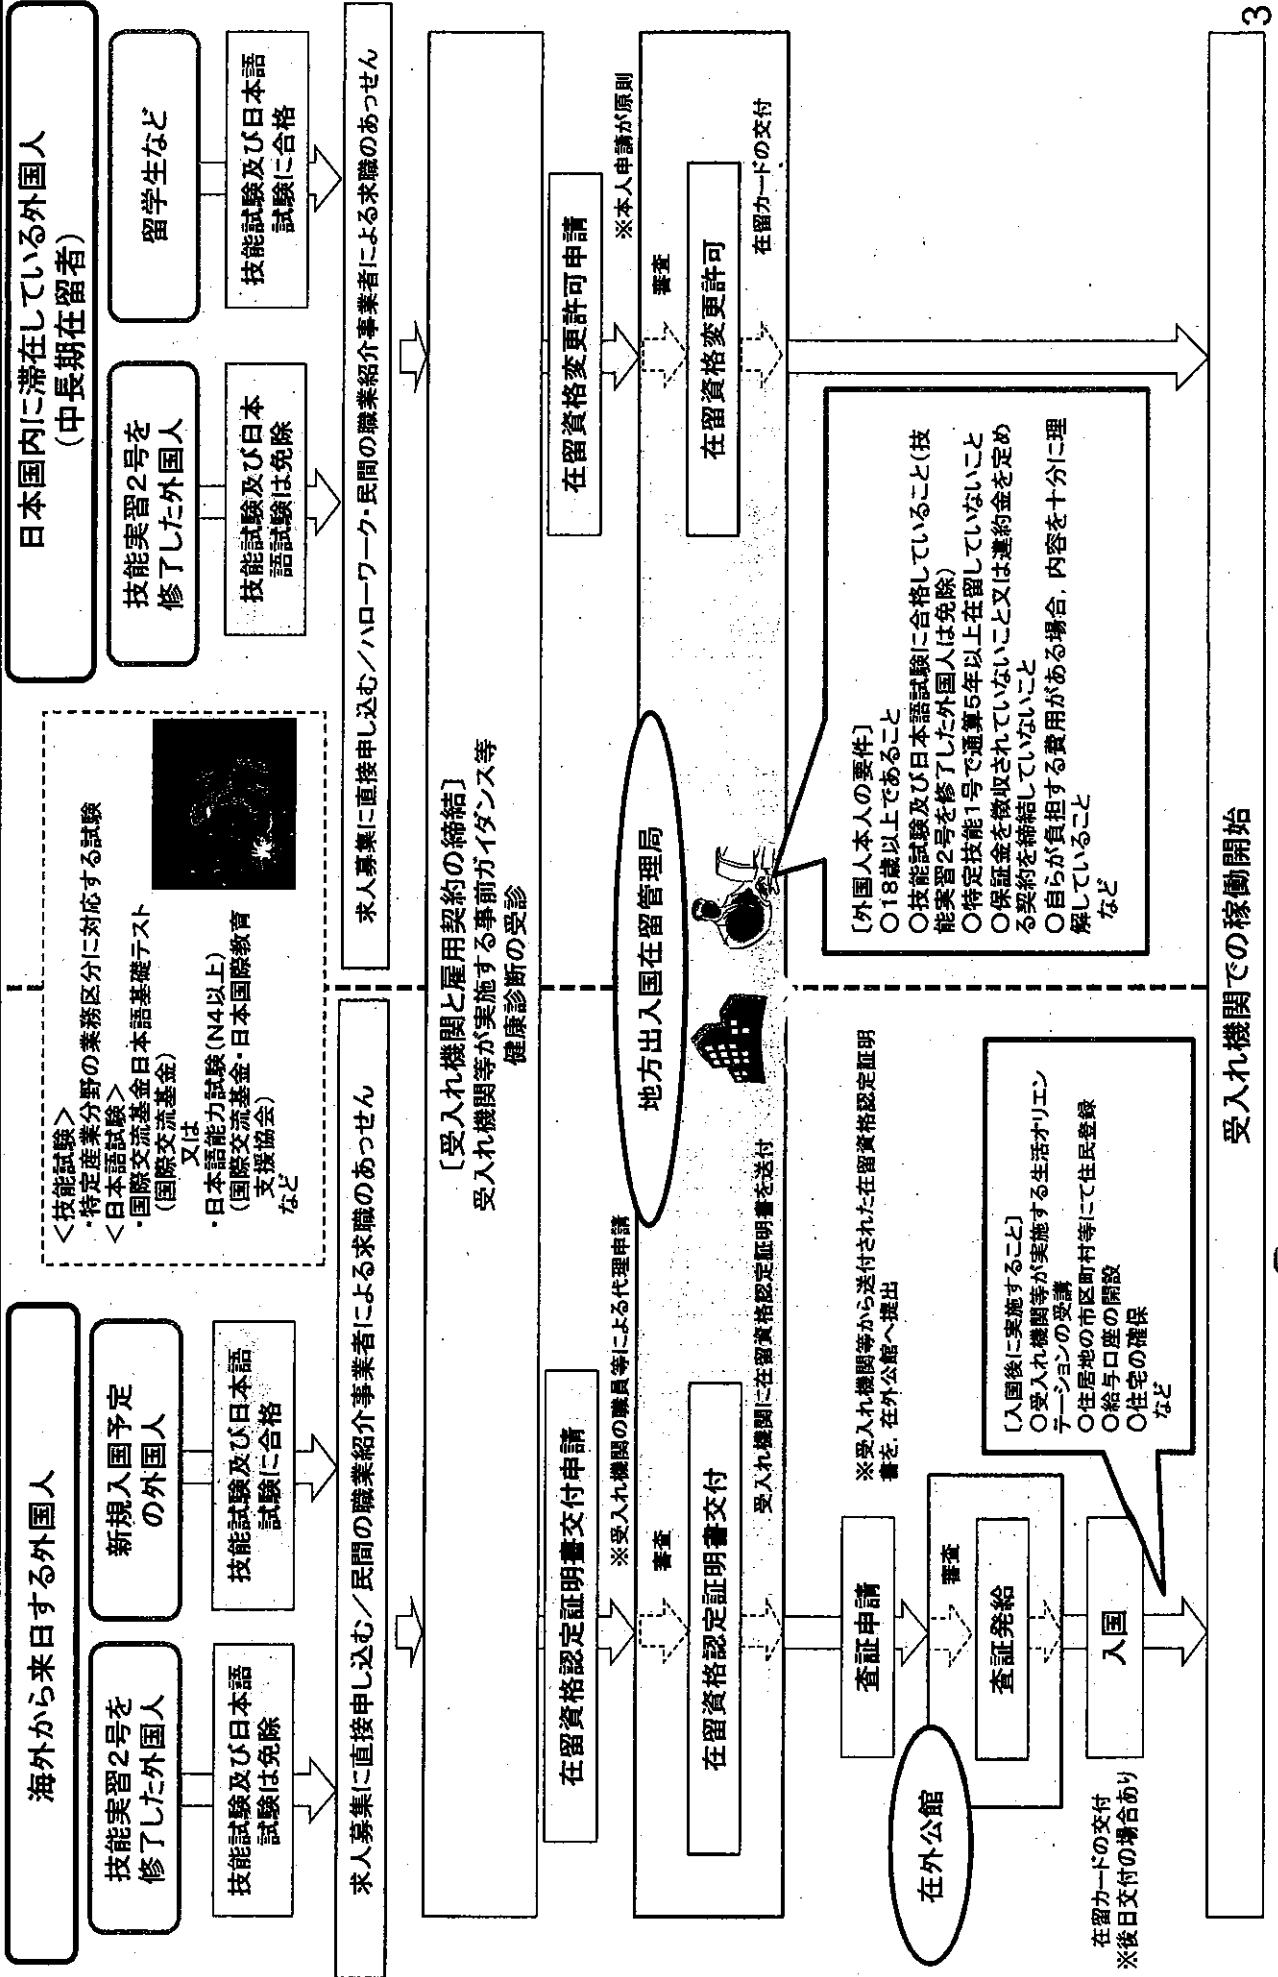 海外から来日する外国人
技能実習2号を
修了した外国人
新規入国予定
の外国人
技能試験及び日本語
試験は免除
技能試験及び日本語
試験に合格
求人募集に直接申し込む/民間の職業紹介事業者による求職のあっせん
<技能試験>
・特定産業分野の業務区分に対応する試験
<日本語試験>
・国際交流基金日本語基礎テスト
(国際交流基金)
又は
・日本語能力試験(N4以上)
(国際交流基金・日本国際教育
支援協会)
など
日本国内に滞在している外国人
(中長期在留者)
技能実習2号を
修了した外国人
留学生など
技能試験及び日本
語試験は免除
技能試験及び日本語
試験に合格
求人募集に直接申し込む/ハローワーク・民間の職業紹介事業者による求職のあっせん
[受入れ機関と雇用契約の締結]
受入れ機関等が実施する事前ガイダンス等
健康診断の受診
在留資格認定証明書交付申請
※受入れ機関の職員等による代理申請
在留資格変更許可申請
※本人申請が原則
地方出入国在留管理局
審査
在留資格認定証明書交付
受入れ機関に在留資格認定証明書を送付
審査
在留資格変更許可
在留カードの交付
査証申請
※受入れ機関等から送付された在留資格認定証明
書を,在外公館へ提出
在外公館
審査
査証発給
入国
在留カードの交付
※後日交付の場合あり
[入国後に実施すること]
○受入れ機関等が実施する生活オリエン
テーションの受講
○住居地の市区町村等にて住民登録
○給与口座の開設
○住宅の確保
など
[外国人本人の要件]
○18歳以上であること
○技能試験及び日本語試験に合格していること(技
能実習2号を修了した外国人は免除)
○特定技能1号で通算5年以上在留していないこと
○保証金を徴収されていないこと又は違約金を定め
る契約を締結していないこと
○自らが負担する費用がある場合,内容を十分に理
解していること
など
受入れ機関での稼働開始
3